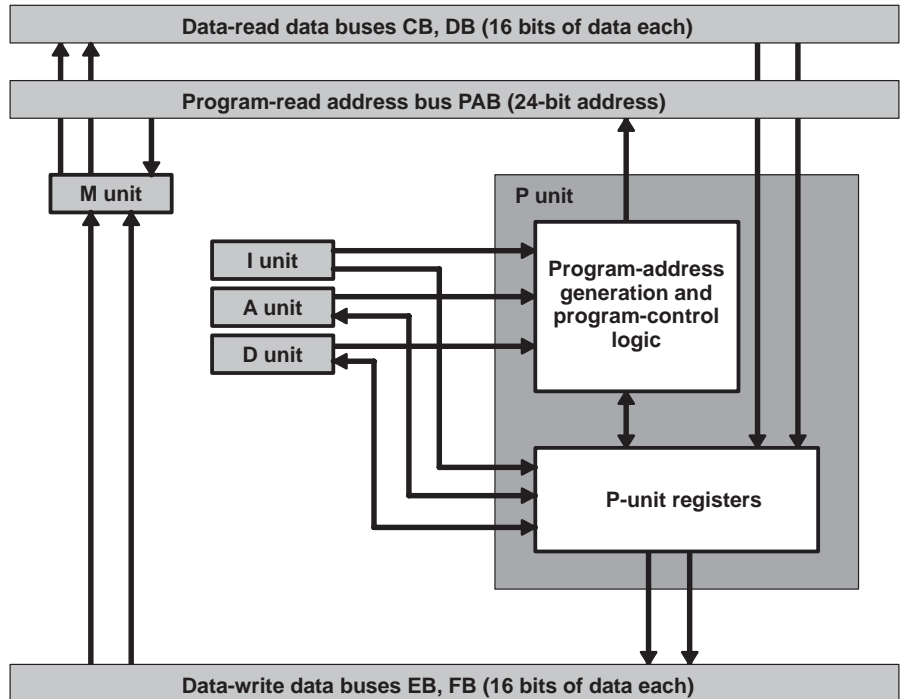 Data-read data buses CB, DB (16 bits of data each)
Program-read address bus PAB (24-bit address)
M unit
P unit
I unit
A unit
D unit
Program-address
generation and
program-control
logic
P-unit registers
Data-write data buses EB, FB (16 bits of data each)